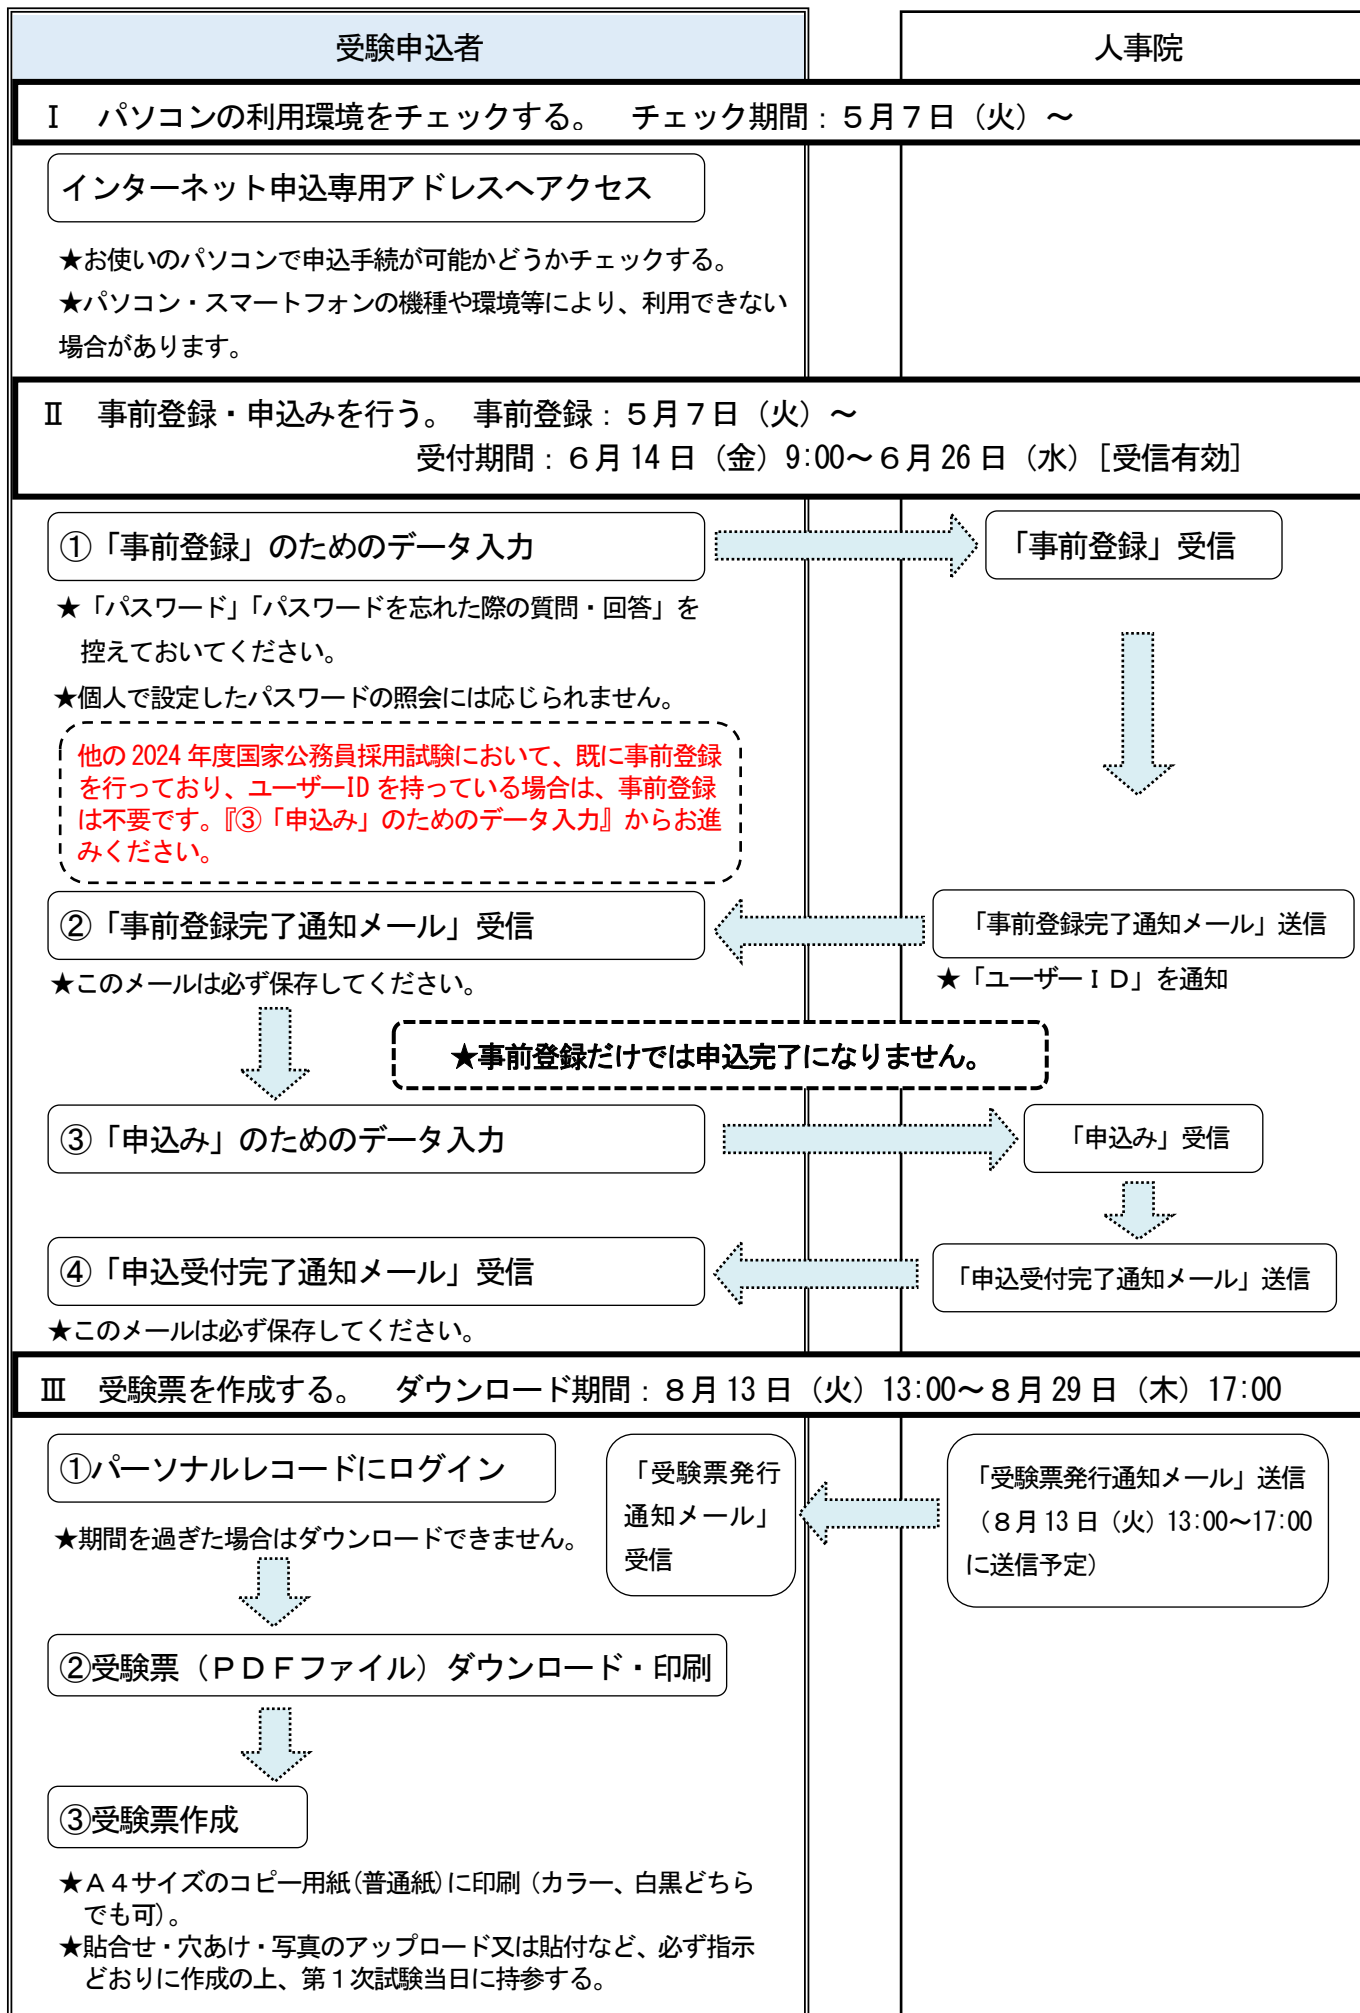 受験申込者
人事院
Ⅰ　パソコンの利用環境をチェックする。　チェック期間：５月７日（火）～
インターネット申込専用アドレスへアクセス
★お使いのパソコンで申込手続が可能かどうかチェックする。
★パソコン・スマートフォンの機種や環境等により、利用できない
場合があります。
Ⅱ　事前登録・申込みを行う。　事前登録：５月７日（火）～
受付期間：６月 14 日（金）9:00～６月 26 日（水）[受信有効]
①「事前登録」のためのデータ入力
「事前登録」受信
★「パスワード」「パスワードを忘れた際の質問・回答」を
控えておいてください。
★個人で設定したパスワードの照会には応じられません。
他の 2024 年度国家公務員採用試験において、既に事前登録
を行っており、ユーザーID を持っている場合は、事前登録
は不要です。『③「申込み」のためのデータ入力』からお進
みください。
②「事前登録完了通知メール」受信
「事前登録完了通知メール」送信
★このメールは必ず保存してください。
★「ユーザーＩＤ」を通知
★事前登録だけでは申込完了になりません。
③「申込み」のためのデータ入力
「申込み」受信
④「申込受付完了通知メール」受信
「申込受付完了通知メール」送信
★このメールは必ず保存してください。
Ⅲ　受験票を作成する。　ダウンロード期間：８月 13 日（火）13:00～８月 29 日（木）17:00
①パーソナルレコードにログイン
★期間を過ぎた場合はダウンロードできません。
「受験票発行
通知メール」
受信
「受験票発行通知メール」送信
（８月 13 日（火）13:00～17:00
に送信予定）
②受験票（ＰＤＦファイル）ダウンロード・印刷
③受験票作成
★Ａ４サイズのコピー用紙(普通紙)に印刷（カラー、白黒どちら
でも可）。
★貼合せ・穴あけ・写真のアップロード又は貼付など、必ず指示
どおりに作成の上、第１次試験当日に持参する。